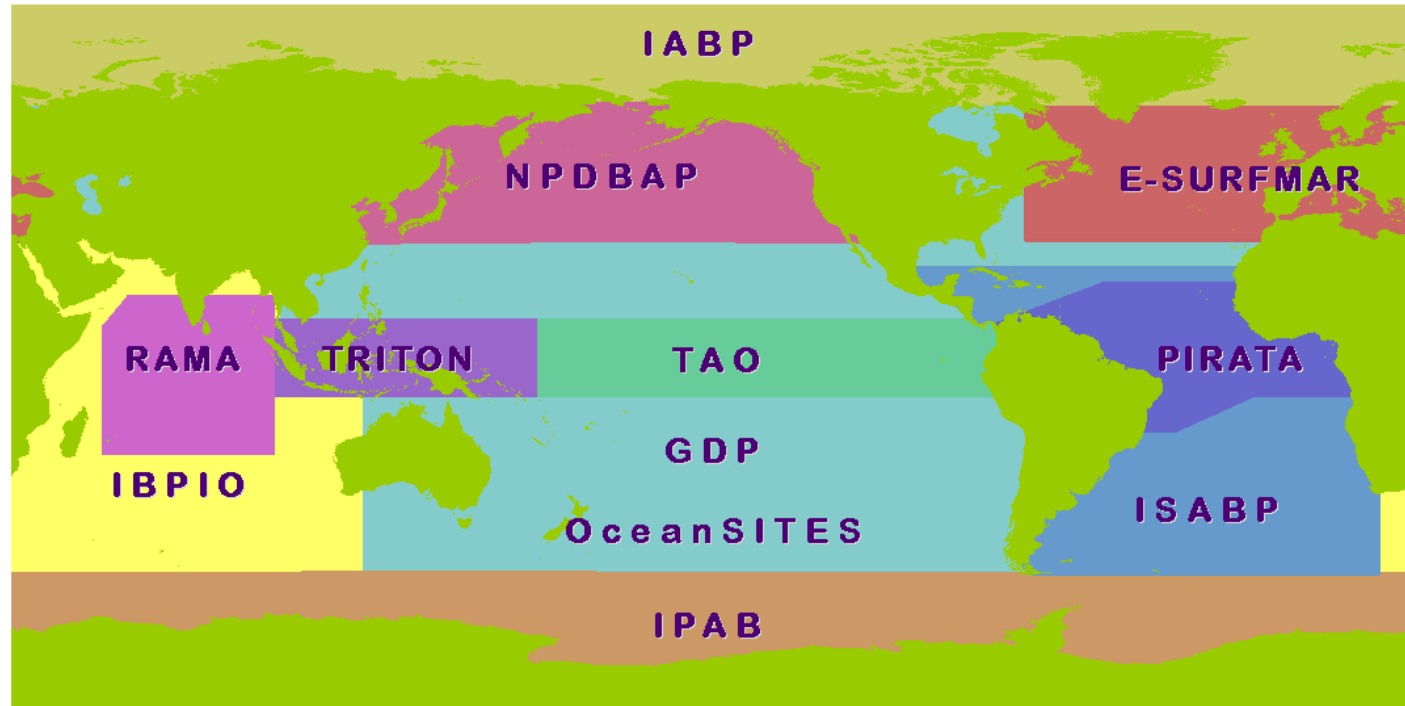 IABP
NPDBAP
E-SURFMAR
RAMA
TRITON
TAO
PIRATA
GDP
IBPIO
ISABP
OceanSITES
IPAB